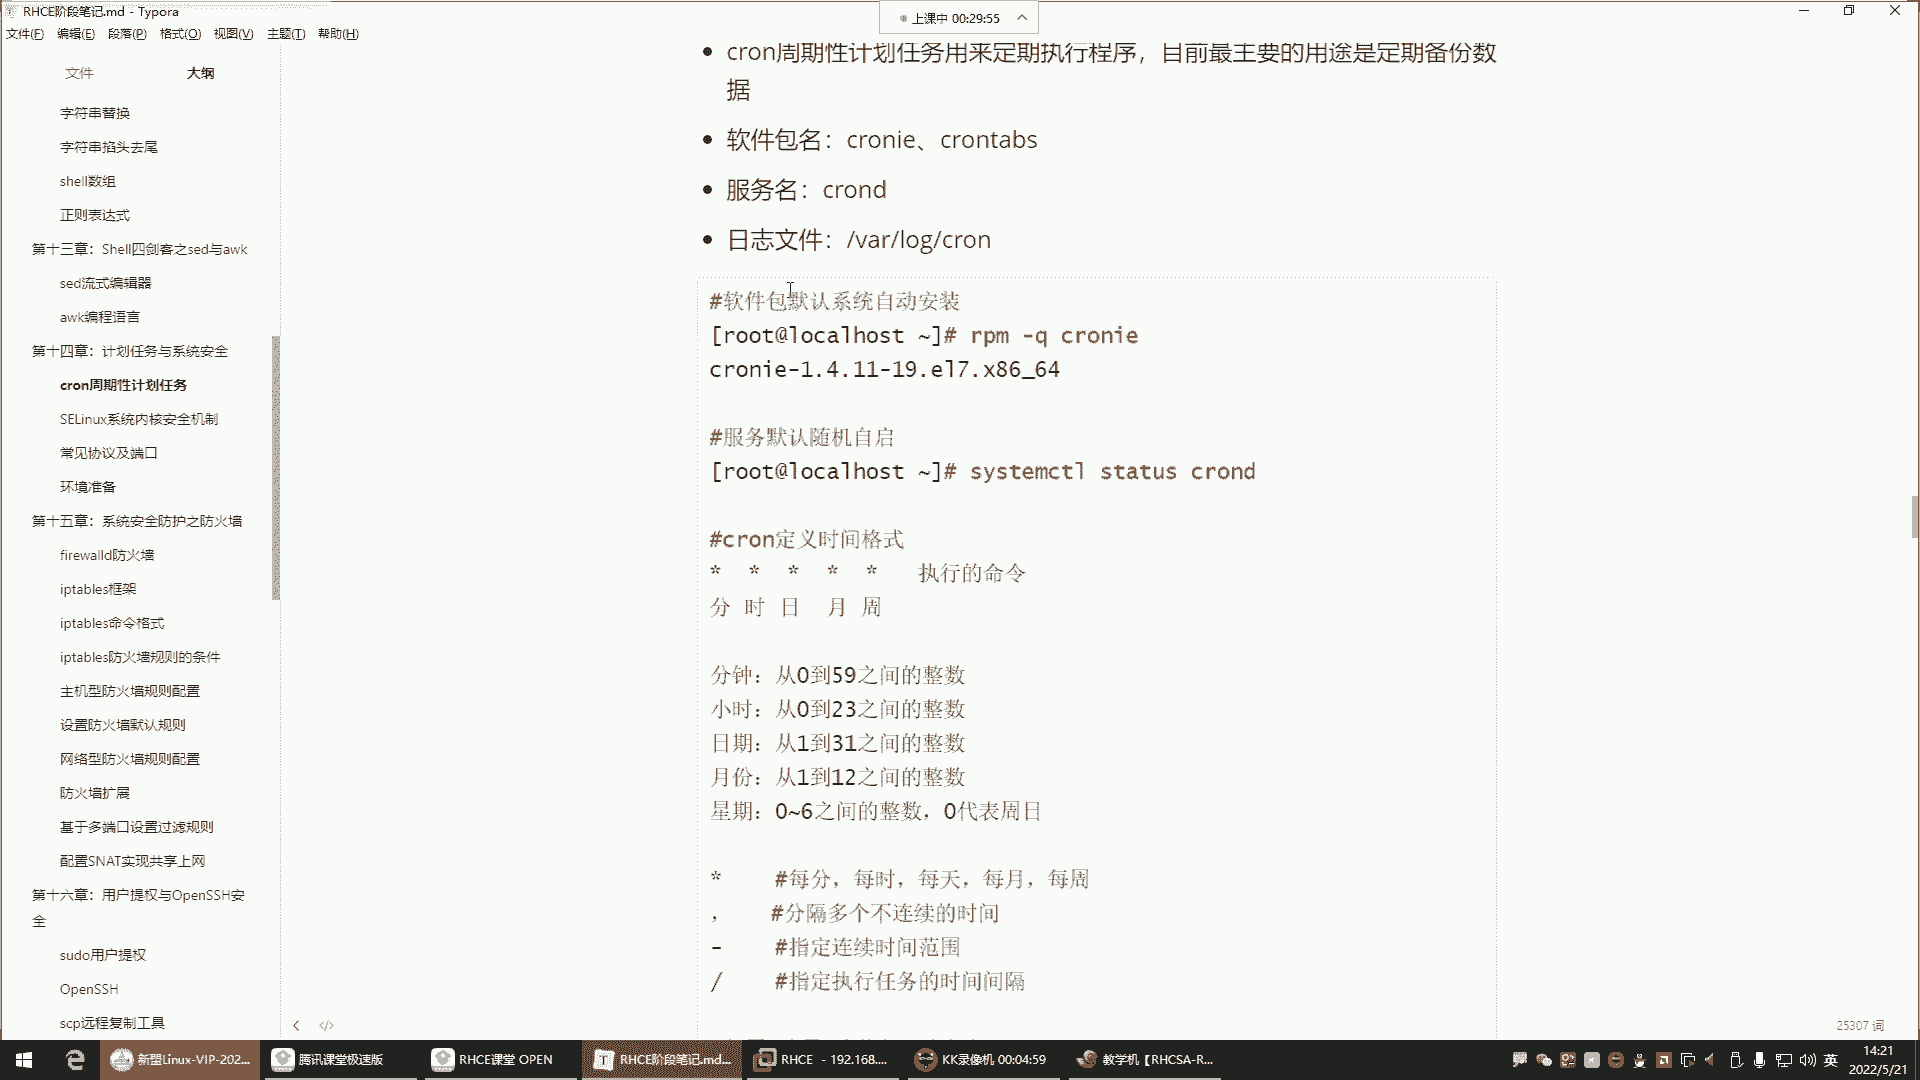 RHCE阶段笔记.md - Typora
上课中 00:29:55
文件(F) 编辑(E) 段落(P) 格式(O) 视图(V) 主题(T) 帮助(H)
文件 大纲
字符串替换
字符串掐头去尾
shell数组
正则表达式
第十三章：Shell四剑客之sed与awk
sed流式编辑器
awk编程语言
第十四章：计划任务与系统安全
cron周期性计划任务
SELinux系统内核安全机制
常见协议及端口
环境准备
第十五章：系统安全防护之防火墙
firewalld防火墙
iptables框架
iptables命令格式
iptables防火墙规则的条件
主机型防火墙规则配置
设置防火墙默认规则
网络型防火墙规则配置
防火墙扩展
基于多端口设置过滤规则
配置SNAT实现共享上网
第十六章：用户提权与OpenSSH安
全
sudo用户提权
OpenSSH
scp远程复制工具
• cron周期性计划任务用来定期执行程序，目前最主要的用途是定期备份数
据
• 软件包名：cronie、crontabs
• 服务名：crond
• 日志文件：/var/log/cron
#软件包默认系统自动安装
[root@localhost ~]# rpm -q cronie
cronie-1.4.11-19.el7.x86_64
#服务默认随机自启
[root@localhost ~]# systemctl status crond
#cron定义时间格式
* * * * * 执行的命令
分 时 日 月 周
分钟：从0到59之间的整数
小时：从0到23之间的整数
日期：从1到31之间的整数
月份：从1到12之间的整数
星期：0~6之间的整数，0代表周日
* #每分，每时，每天，每月，每周
， #分隔多个不连续的时间
- #指定连续时间范围
/ #指定执行任务的时间间隔
25307 词
新盟Linux-VIP-202... 腾讯课堂极速版 RHCE课堂 OPEN RHCE阶段笔记.md... RHCE - 192.168.... KK录像机 00:04:59 教学机【RHCSA-R... 英 14:21
2022/5/21